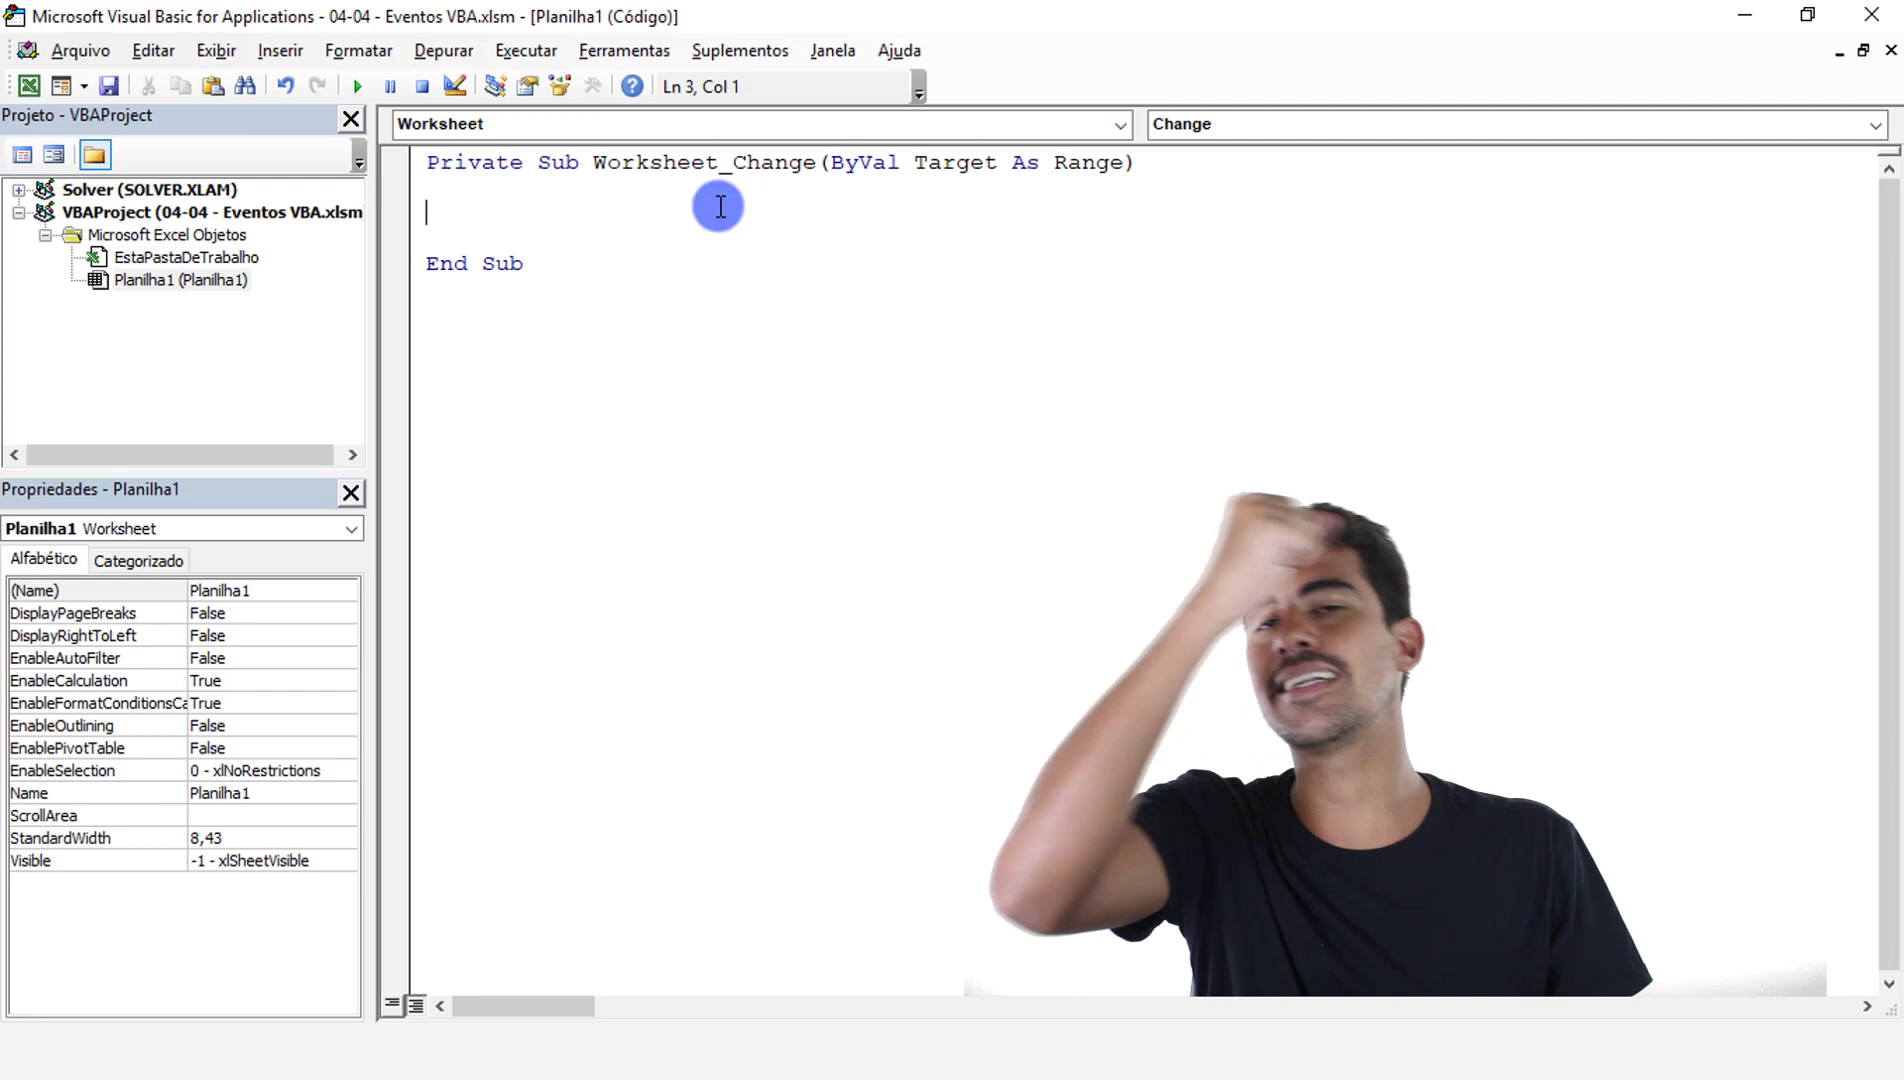 Microsoft Visual Basic for Applications - 04-04 - Eventos VBA.xlsm - [Planilha1 (Código)]
Arquivo Editar Exibir Inserir Formatar Depurar Executar Ferramentas Suplementos Janela Ajuda
Ln 3, Col 1
Projeto - VBAProject
Solver (SOLVER.XLAM)
VBAProject (04-04 - Eventos VBA.xlsm
Microsoft Excel Objetos
EstaPastaDeTrabalho
Planilha1 (Planilha1)
Propriedades - Planilha1
Planilha1 Worksheet
Alfabético Categorizado
(Name) Planilha1
DisplayPageBreaks False
DisplayRightToLeft False
EnableAutoFilter False
EnableCalculation True
EnableFormatConditionsCa True
EnableOutlining False
EnablePivotTable False
EnableSelection 0 - xlNoRestrictions
Name Planilha1
ScrollArea
StandardWidth 8,43
Visible -1 - xlSheetVisible
Worksheet Change
Private Sub Worksheet_Change(ByVal Target As Range)
End Sub